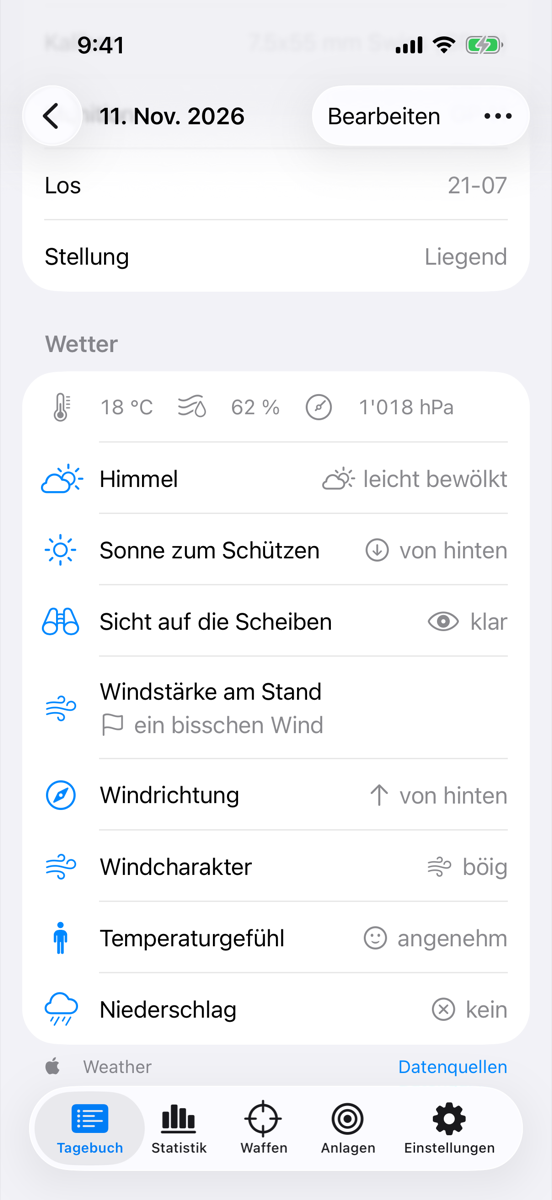 9:41
11. Nov. 2026
Bearbeiten
Los 21-07
Stellung Liegend
Wetter
18 °C 62 % 1'018 hPa
Himmel leicht bewölkt
Sonne zum Schützen von hinten
Sicht auf die Scheiben klar
Windstärke am Stand
ein bisschen Wind
Windrichtung von hinten
Windcharakter böig
Temperaturgefühl angenehm
Niederschlag kein
Weather Datenquellen
Tagebuch Statistik Waffen Anlagen Einstellungen